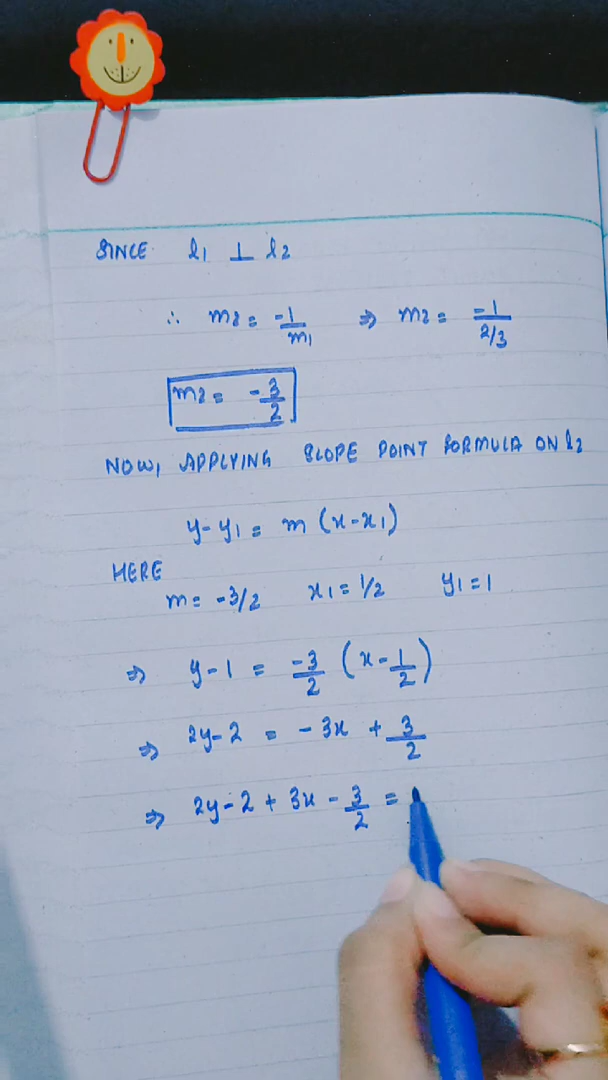 SINCE l1 ⊥ l2
∴ m2 = -1/m1 ⇒ m2 = -1/2/3
m2 = -3/2
NOW, APPLYING SLOPE POINT FORMULA ON l2
y-y1 = m (x-x1)
HERE
m = -3/2 x1 = 1/2 y1 = 1
⇒ y-1 = -3/2 (x-1/2)
⇒ 2y-2 = -3x + 3/2
⇒ 2y-2 + 3x - 3/2 =